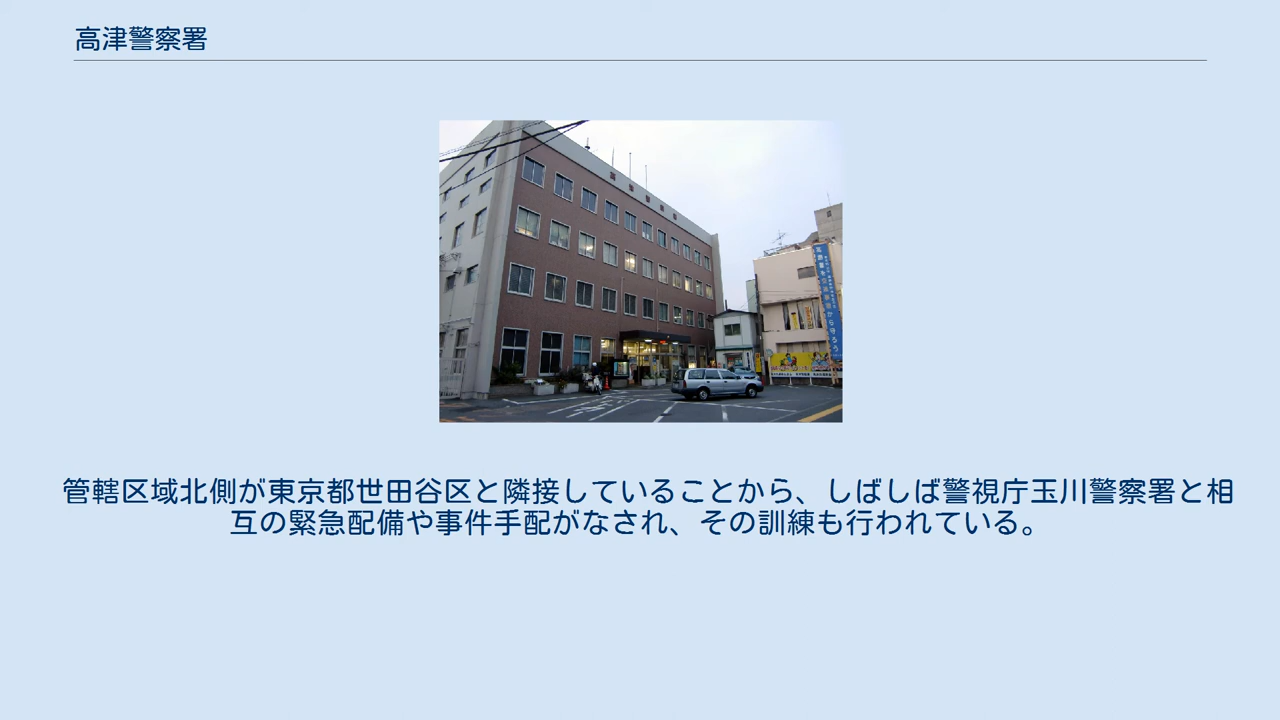 高津警察署
管轄区域北側が東京都世田谷区と隣接していることから、しばしば警視庁玉川警察署と相
互の緊急配備や事件手配がなされ、その訓練も行われている。